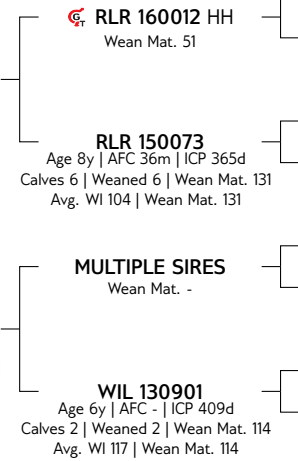 GT RLR 160012 HH
Wean Mat. 51
RLR 150073
Age 8y | AFC 36m | ICP 365d
Calves 6 | Weaned 6 | Wean Mat. 131
Avg. WI 104 | Wean Mat. 131
MULTIPLE SIRES
Wean Mat. -
WIL 130901
Age 6y | AFC - | ICP 409d
Calves 2 | Weaned 2 | Wean Mat. 114
Avg. WI 117 | Wean Mat. 114